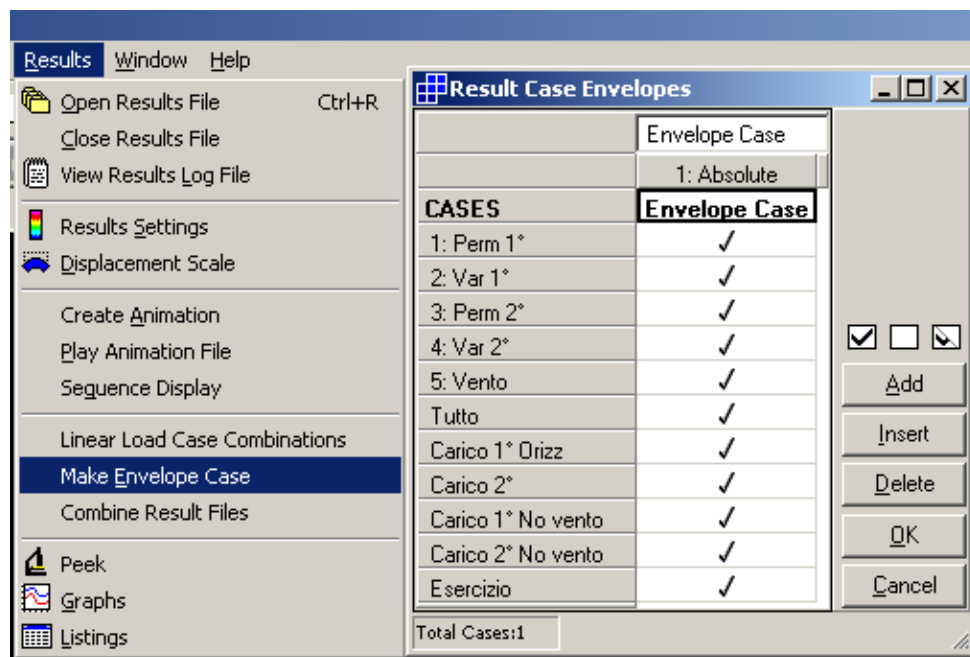 Results Window Help
Open Results File Ctrl+R
Close Results File
View Results Log File
Results Settings
Displacement Scale
Create Animation
Play Animation File
Sequence Display
Linear Load Case Combinations
Make Envelope Case
Combine Result Files
Peek
Graphs
Listings
Result Case Envelopes
Envelope Case
1: Absolute
CASES Envelope Case
1: Perm 1° ✓
2: Var 1° ✓
3: Perm 2° ✓
4: Var 2° ✓
5: Vento ✓
Tutto ✓
Carico 1° Orizz ✓
Carico 2° ✓
Carico 1° No vento ✓
Carico 2° No vento ✓
Esercizio ✓
Add
Insert
Delete
OK
Cancel
Total Cases:1